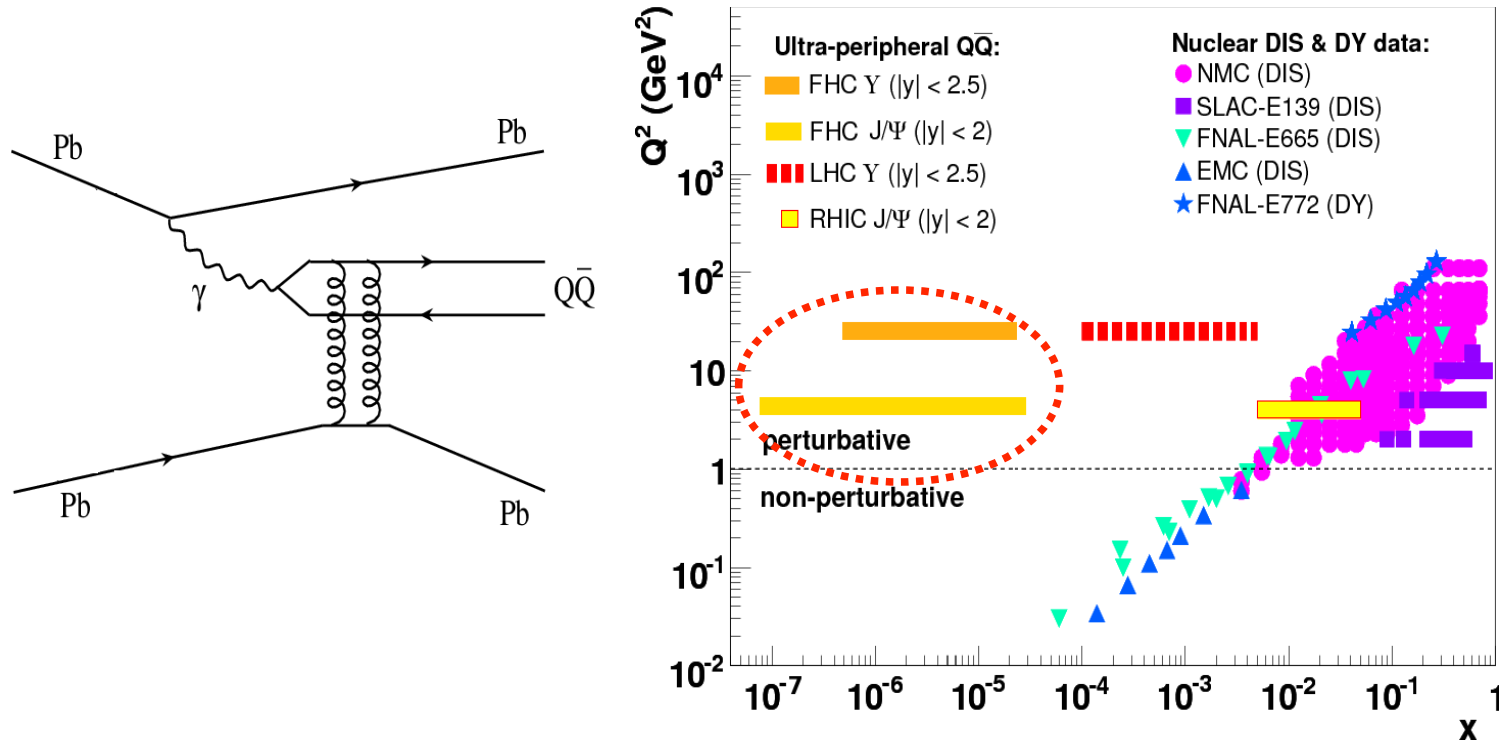 Pb
Pb
γ
QQ̄
Pb
Pb
Q² (GeV²)
Ultra-peripheral QQ̄:
FHC ϒ (|y| < 2.5)
FHC J/Ψ (|y| < 2)
LHC ϒ (|y| < 2.5)
RHIC J/Ψ (|y| < 2)
Nuclear DIS & DY data:
NMC (DIS)
SLAC-E139 (DIS)
FNAL-E665 (DIS)
EMC (DIS)
FNAL-E772 (DY)
10⁴
10³
10²
10
1
10⁻¹
10⁻²
perturbative
non-perturbative
10⁻⁷ 10⁻⁶ 10⁻⁵ 10⁻⁴ 10⁻³ 10⁻² 10⁻¹ 1
x